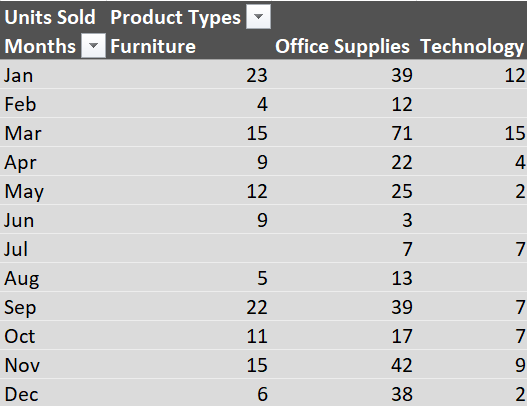 Units Sold Product Types
Months Furniture Office Supplies Technology
Jan 23 39 12
Feb 4 12
Mar 15 71 15
Apr 9 22 4
May 12 25 2
Jun 9 3
Jul 7 7
Aug 5 13
Sep 22 39 7
Oct 11 17 7
Nov 15 42 9
Dec 6 38 2